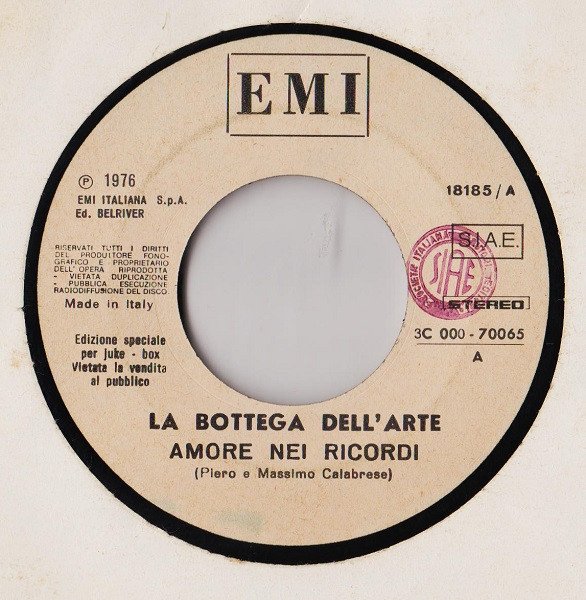 EMI
℗ 1976
EMI ITALIANA S.p.A.
Ed. BELRIVER
18185/A
RISERVATI TUTTI I DIRITTI
DEL PRODUTTORE FONO-
GRAFICO E PROPRIETARIO
DELL'OPERA RIPRODOTTA
- VIETATA DUPLICAZIONE -
- PUBBLICA ESECUZIONE
RADIODIFFUSIONE DEL DISCO.
Made in Italy
S.I.A.E.
STEREO
3C 000-70065
A
Edizione speciale
per juke-box
Vietata la vendita
al pubblico
LA BOTTEGA DELL'ARTE
AMORE NEI RICORDI
(Piero e Massimo Calabrese)